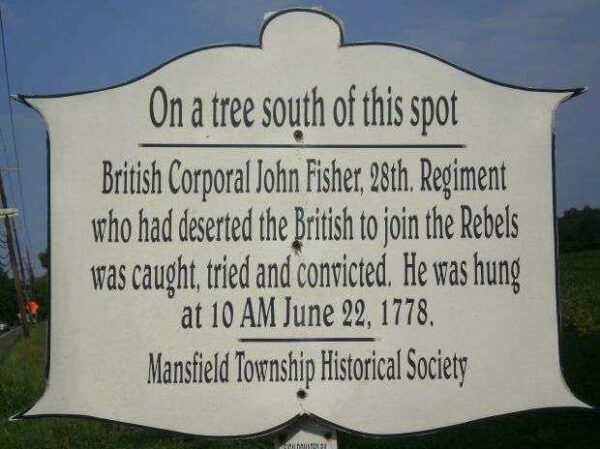 On a tree south of this spot
British Corporal John Fisher, 28th. Regiment
who had deserted the British to join the Rebels
was caught, tried and convicted. He was hung
at 10 AM June 22, 1778.
Mansfield Township Historical Society